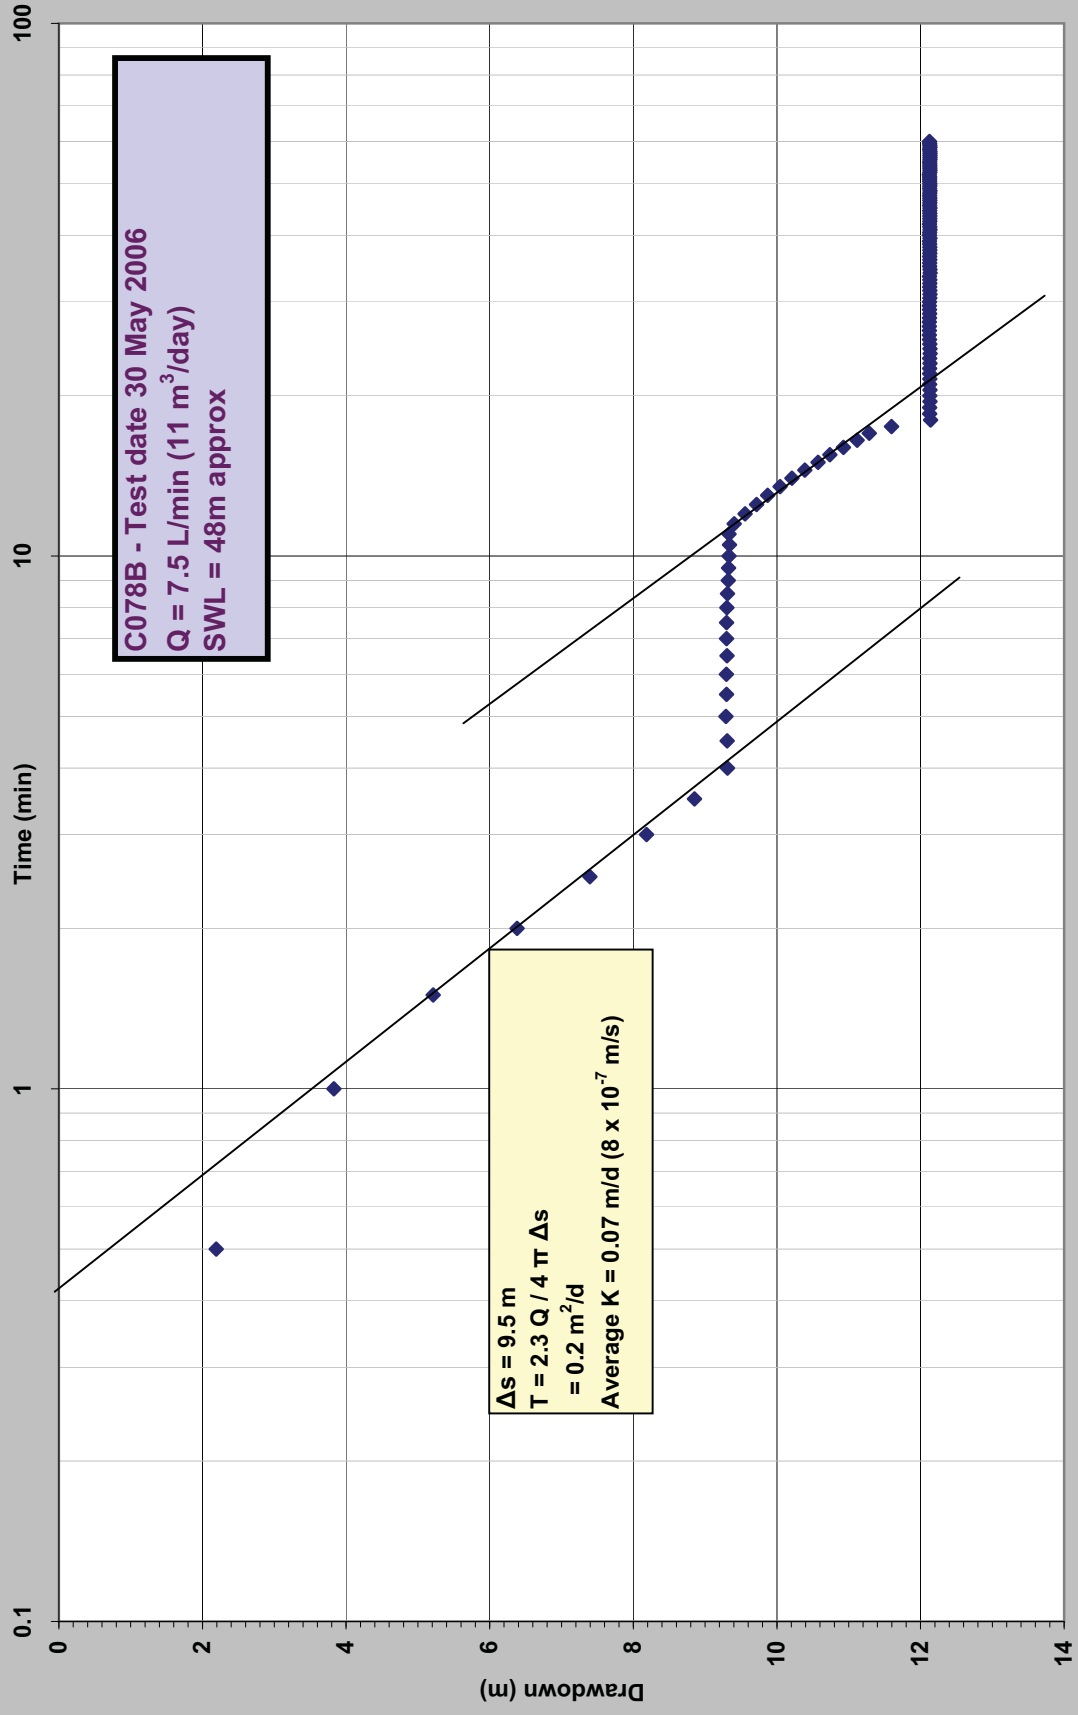 Time (min)
0.1
1
10
100
Drawdown (m)
0
2
4
6
8
10
12
14
C078B - Test date 30 May 2006
Q = 7.5 L/min (11 m³/day)
SWL = 48m approx
Δs = 9.5 m
T = 2.3 Q / 4 π Δs
= 0.2 m²/d
Average K = 0.07 m/d (8 x 10⁻⁷ m/s)